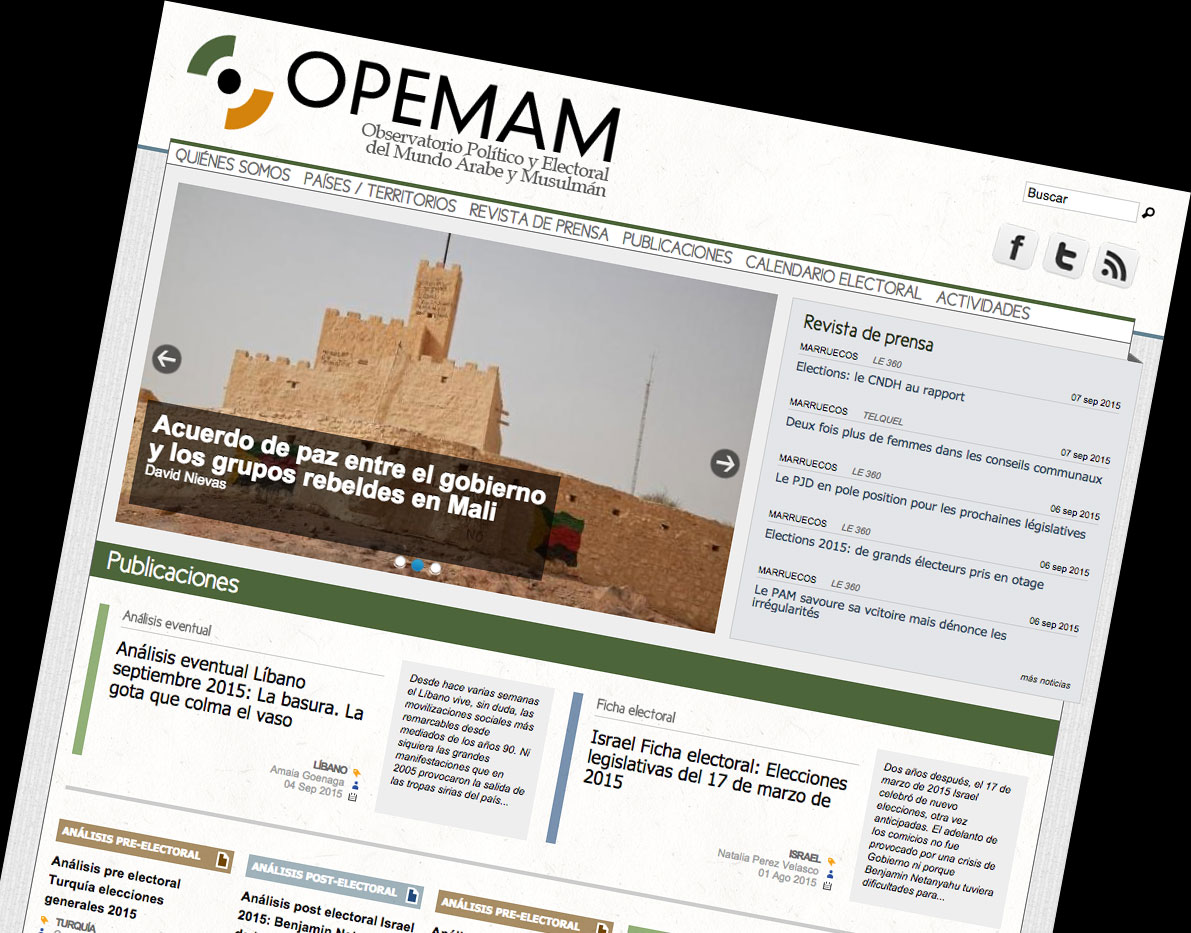 OPEMAM
Observatorio Político y Electoral
del Mundo Arabe y Musulmán
Buscar
QUIÉNES SOMOS PAÍSES / TERRITORIOS REVISTA DE PRENSA PUBLICACIONES CALENDARIO ELECTORAL ACTIVIDADES
Acuerdo de paz entre el gobierno
y los grupos rebeldes en Mali
David Nievas
Revista de prensa
MARRUECOS LE 360
Elections: le CNDH au rapport
07 sep 2015
MARRUECOS TELQUEL
Deux fois plus de femmes dans les conseils communaux
07 sep 2015
MARRUECOS LE 360
Le PJD en pole position pour les prochaines législatives
06 sep 2015
MARRUECOS LE 360
Elections 2015: de grands électeurs pris en otage
06 sep 2015
MARRUECOS LE 360
Le PAM savoure sa vcitoire mais dénonce les
irrégularités
06 sep 2015
más noticias
Publicaciones
Análisis eventual
Análisis eventual Líbano
septiembre 2015: La basura. La
gota que colma el vaso
LÍBANO
Amaia Goenaga
04 Sep 2015
Desde hace varias semanas
el Líbano vive, sin duda, las
movilizaciones sociales más
remarcables desde
mediados de los años 90. Ni
siquiera las grandes
manifestaciones que en
2005 provocaron la salida de
las tropas sirias del país...
Ficha electoral
Israel Ficha electoral: Elecciones
legislativas del 17 de marzo de
2015
ISRAEL
Natalia Perez Velasco
01 Ago 2015
Dos años después, el 17 de
marzo de 2015 Israel
celebró de nuevo
elecciones, otra vez
anticipadas. El adelanto de
los comicios no fue
provocado por una crisis de
Gobierno ni porque
Benjamin Netanyahu tuviera
dificultades para...
ANÁLISIS PRE-ELECTORAL
Análisis pre electoral
Turquía elecciones
generales 2015
TURQUÍA
ANÁLISIS POST-ELECTORAL
Análisis post electoral Israel
2015: Benjamin
ANÁLISIS PRE-ELECTORAL